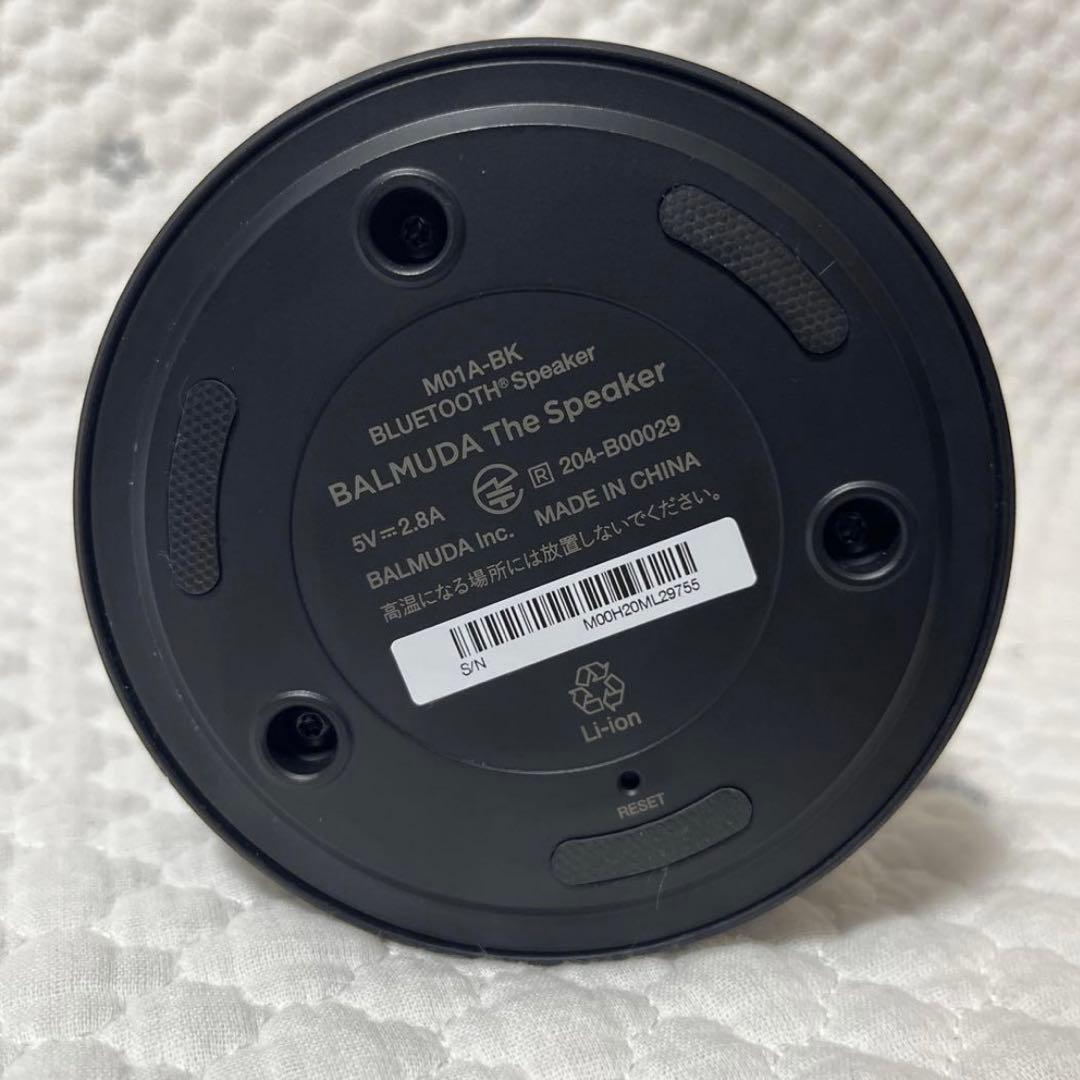 M01A-BK
BLUETOOTH® Speaker
BALMUDA The Speaker
5V⎓2.8A R 204-B00029
BALMUDA Inc. MADE IN CHINA
高温になる場所には放置しないでください。
S/N M00H20ML29755
Li-ion
RESET